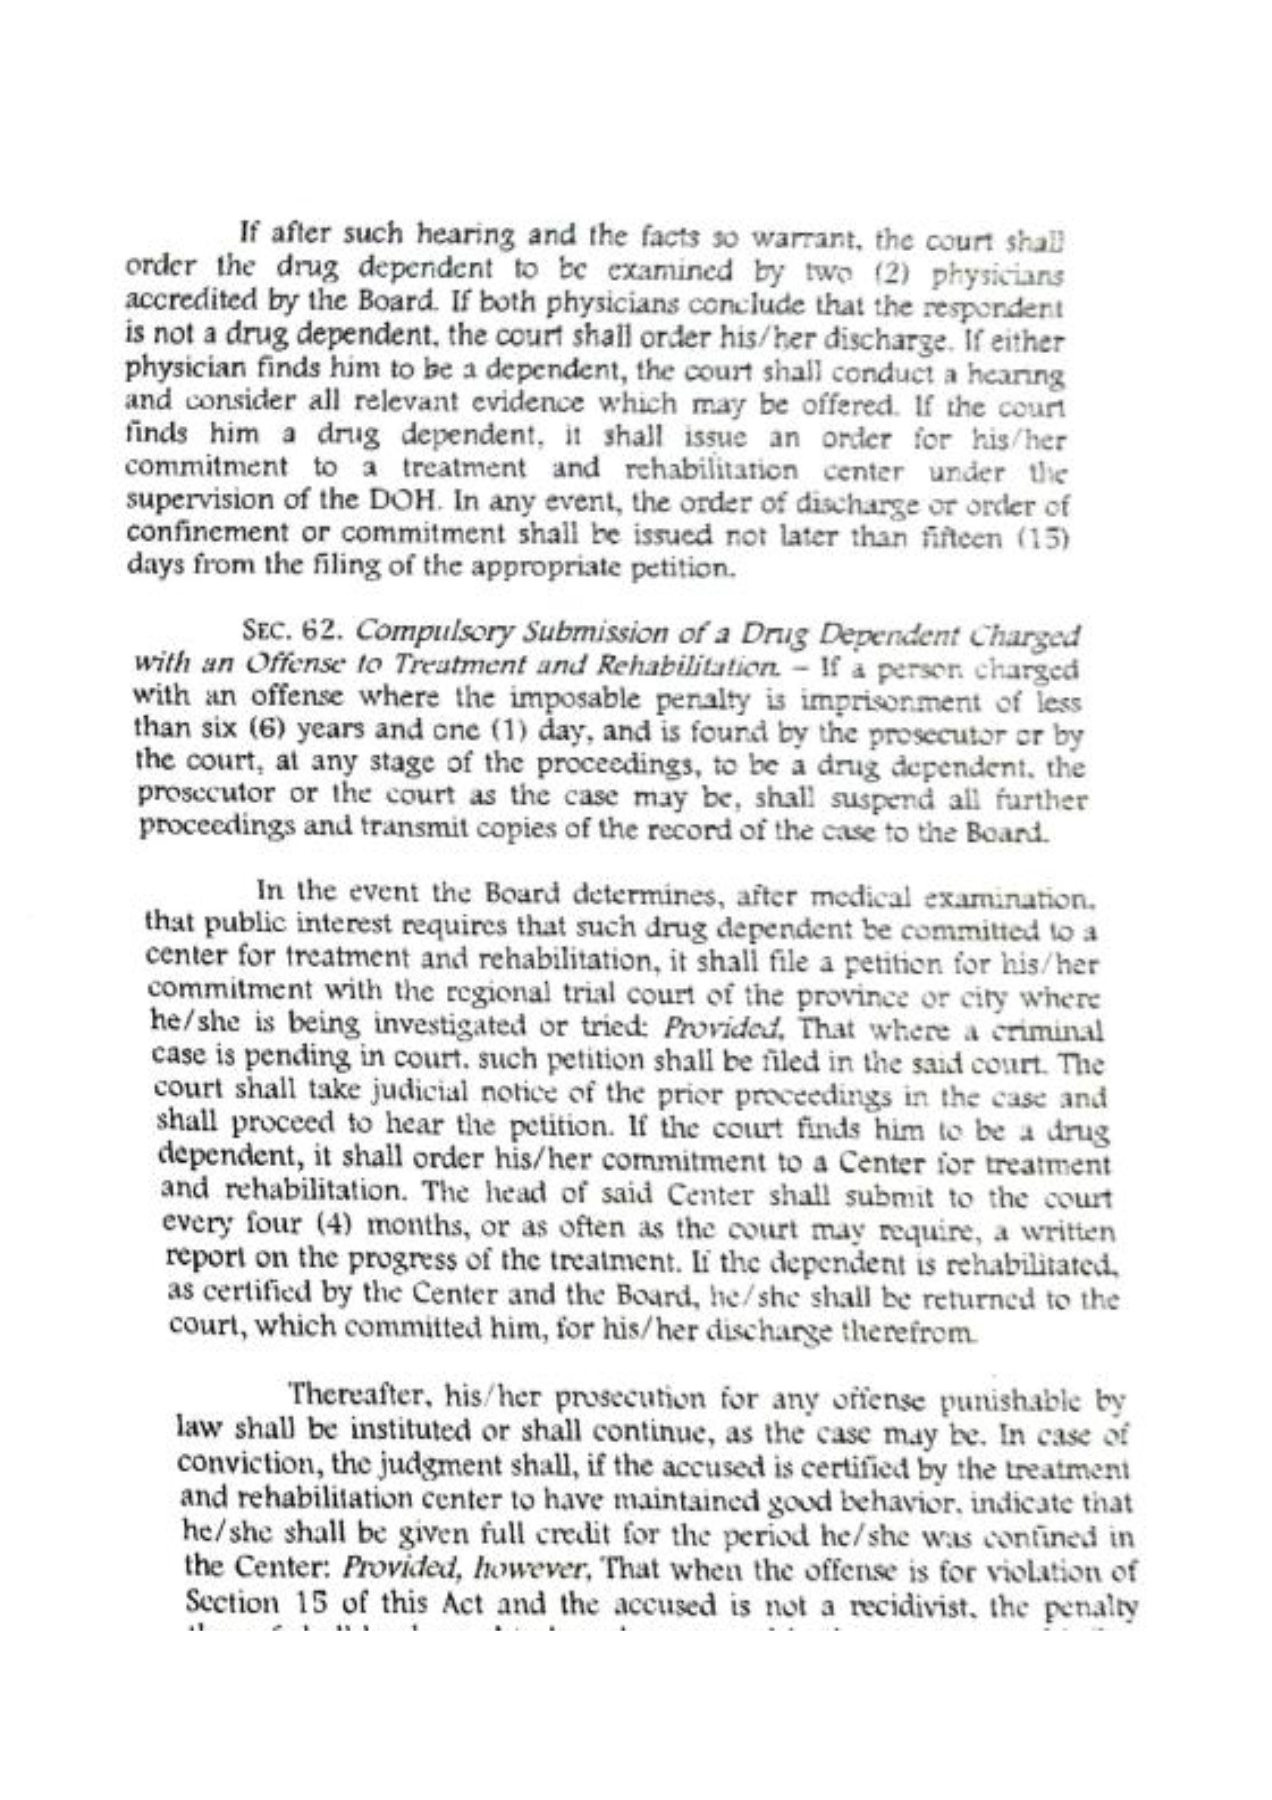 If after such hearing and the facts so warrant, the court shall
order the drug dependent to be examined by two (2) physicians
accredited by the Board. If both physicians conclude that the respondent
is not a drug dependent, the court shall order his/her discharge. If either
physician finds him to be a dependent, the court shall conduct a hearing
and consider all relevant evidence which may be offered. If the court
finds him a drug dependent, it shall issue an order for his/her
commitment to a treatment and rehabilitation center under the
supervision of the DOH. In any event, the order of discharge or order of
confinement or commitment shall be issued not later than fifteen (15)
days from the filing of the appropriate petition.
SEC. 62. Compulsory Submission of a Drug Dependent Charged
with an Offense to Treatment and Rehabilitation. – If a person charged
with an offense where the imposable penalty is imprisonment of less
than six (6) years and one (1) day, and is found by the prosecutor or by
the court, at any stage of the proceedings, to be a drug dependent, the
prosecutor or the court as the case may be, shall suspend all further
proceedings and transmit copies of the record of the case to the Board.
In the event the Board determines, after medical examination,
that public interest requires that such drug dependent be committed to a
center for treatment and rehabilitation, it shall file a petition for his/her
commitment with the regional trial court of the province or city where
he/she is being investigated or tried: Provided, That where a criminal
case is pending in court, such petition shall be filed in the said court. The
court shall take judicial notice of the prior proceedings in the case and
shall proceed to hear the petition. If the court finds him to be a drug
dependent, it shall order his/her commitment to a Center for treatment
and rehabilitation. The head of said Center shall submit to the court
every four (4) months, or as often as the court may require, a written
report on the progress of the treatment. If the dependent is rehabilitated,
as certified by the Center and the Board, he/she shall be returned to the
court, which committed him, for his/her discharge therefrom.
Thereafter, his/her prosecution for any offense punishable by
law shall be instituted or shall continue, as the case may be. In case of
conviction, the judgment shall, if the accused is certified by the treatment
and rehabilitation center to have maintained good behavior, indicate that
he/she shall be given full credit for the period he/she was confined in
the Center: Provided, however, That when the offense is for violation of
Section 15 of this Act and the accused is not a recidivist, the penalty